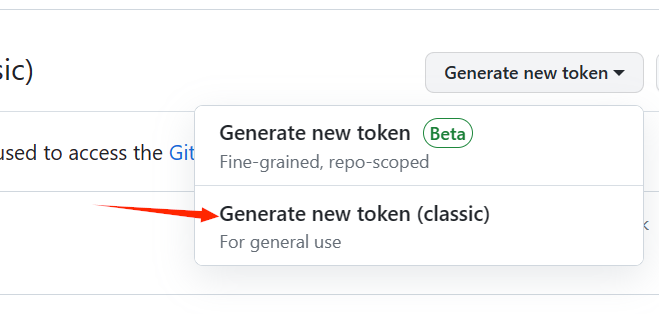 sic)
Generate new token
Generate new token Beta
used to access the Git
Fine-grained, repo-scoped
Generate new token (classic)
For general use